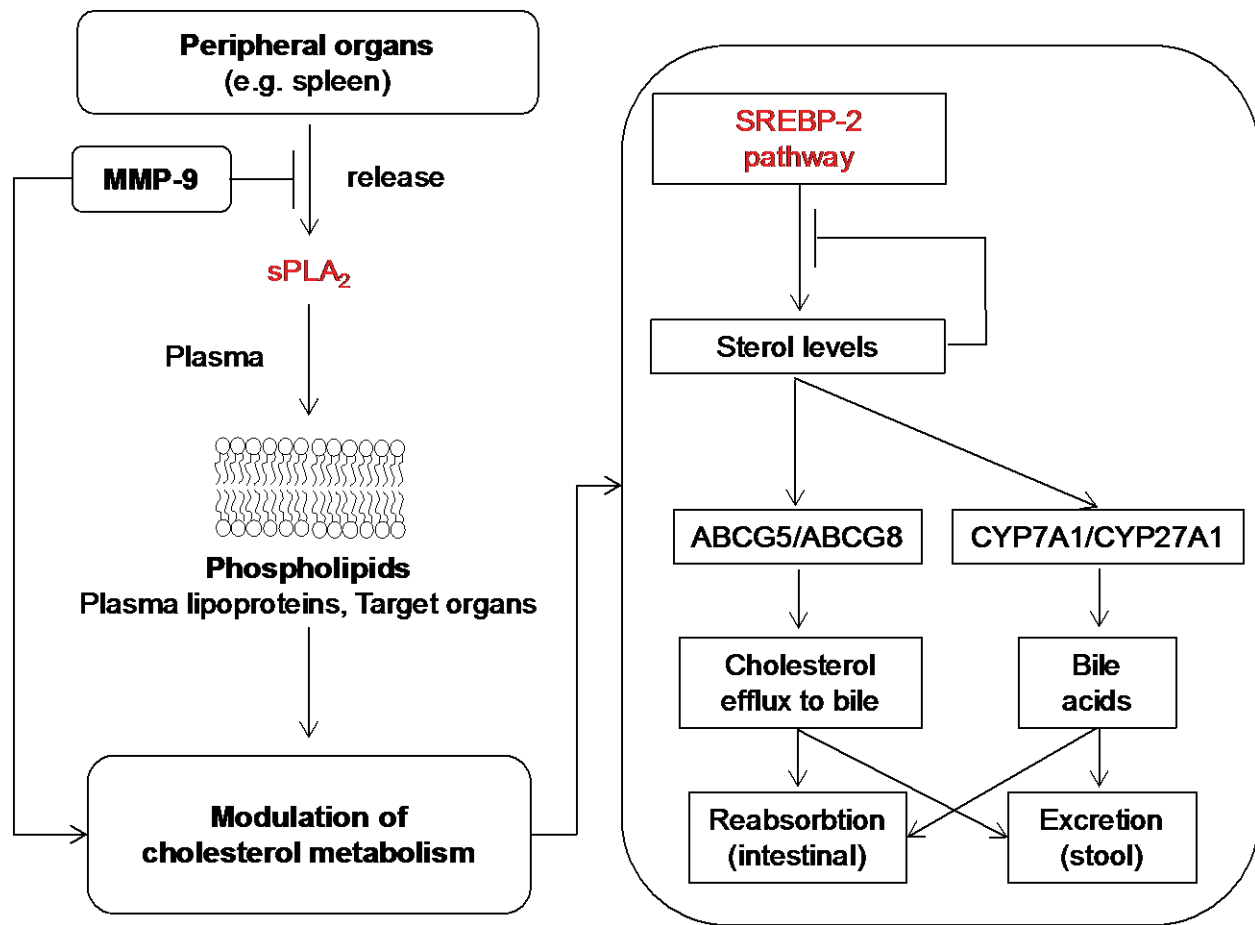 Peripheral organs
(e.g. spleen)
MMP-9
release
sPLA₂
Plasma
Phospholipids
Plasma lipoproteins, Target organs
Modulation of
cholesterol metabolism
SREBP-2
pathway
Sterol levels
ABCG5/ABCG8
CYP7A1/CYP27A1
Cholesterol
efflux to bile
Bile
acids
Reabsorbtion
(intestinal)
Excretion
(stool)